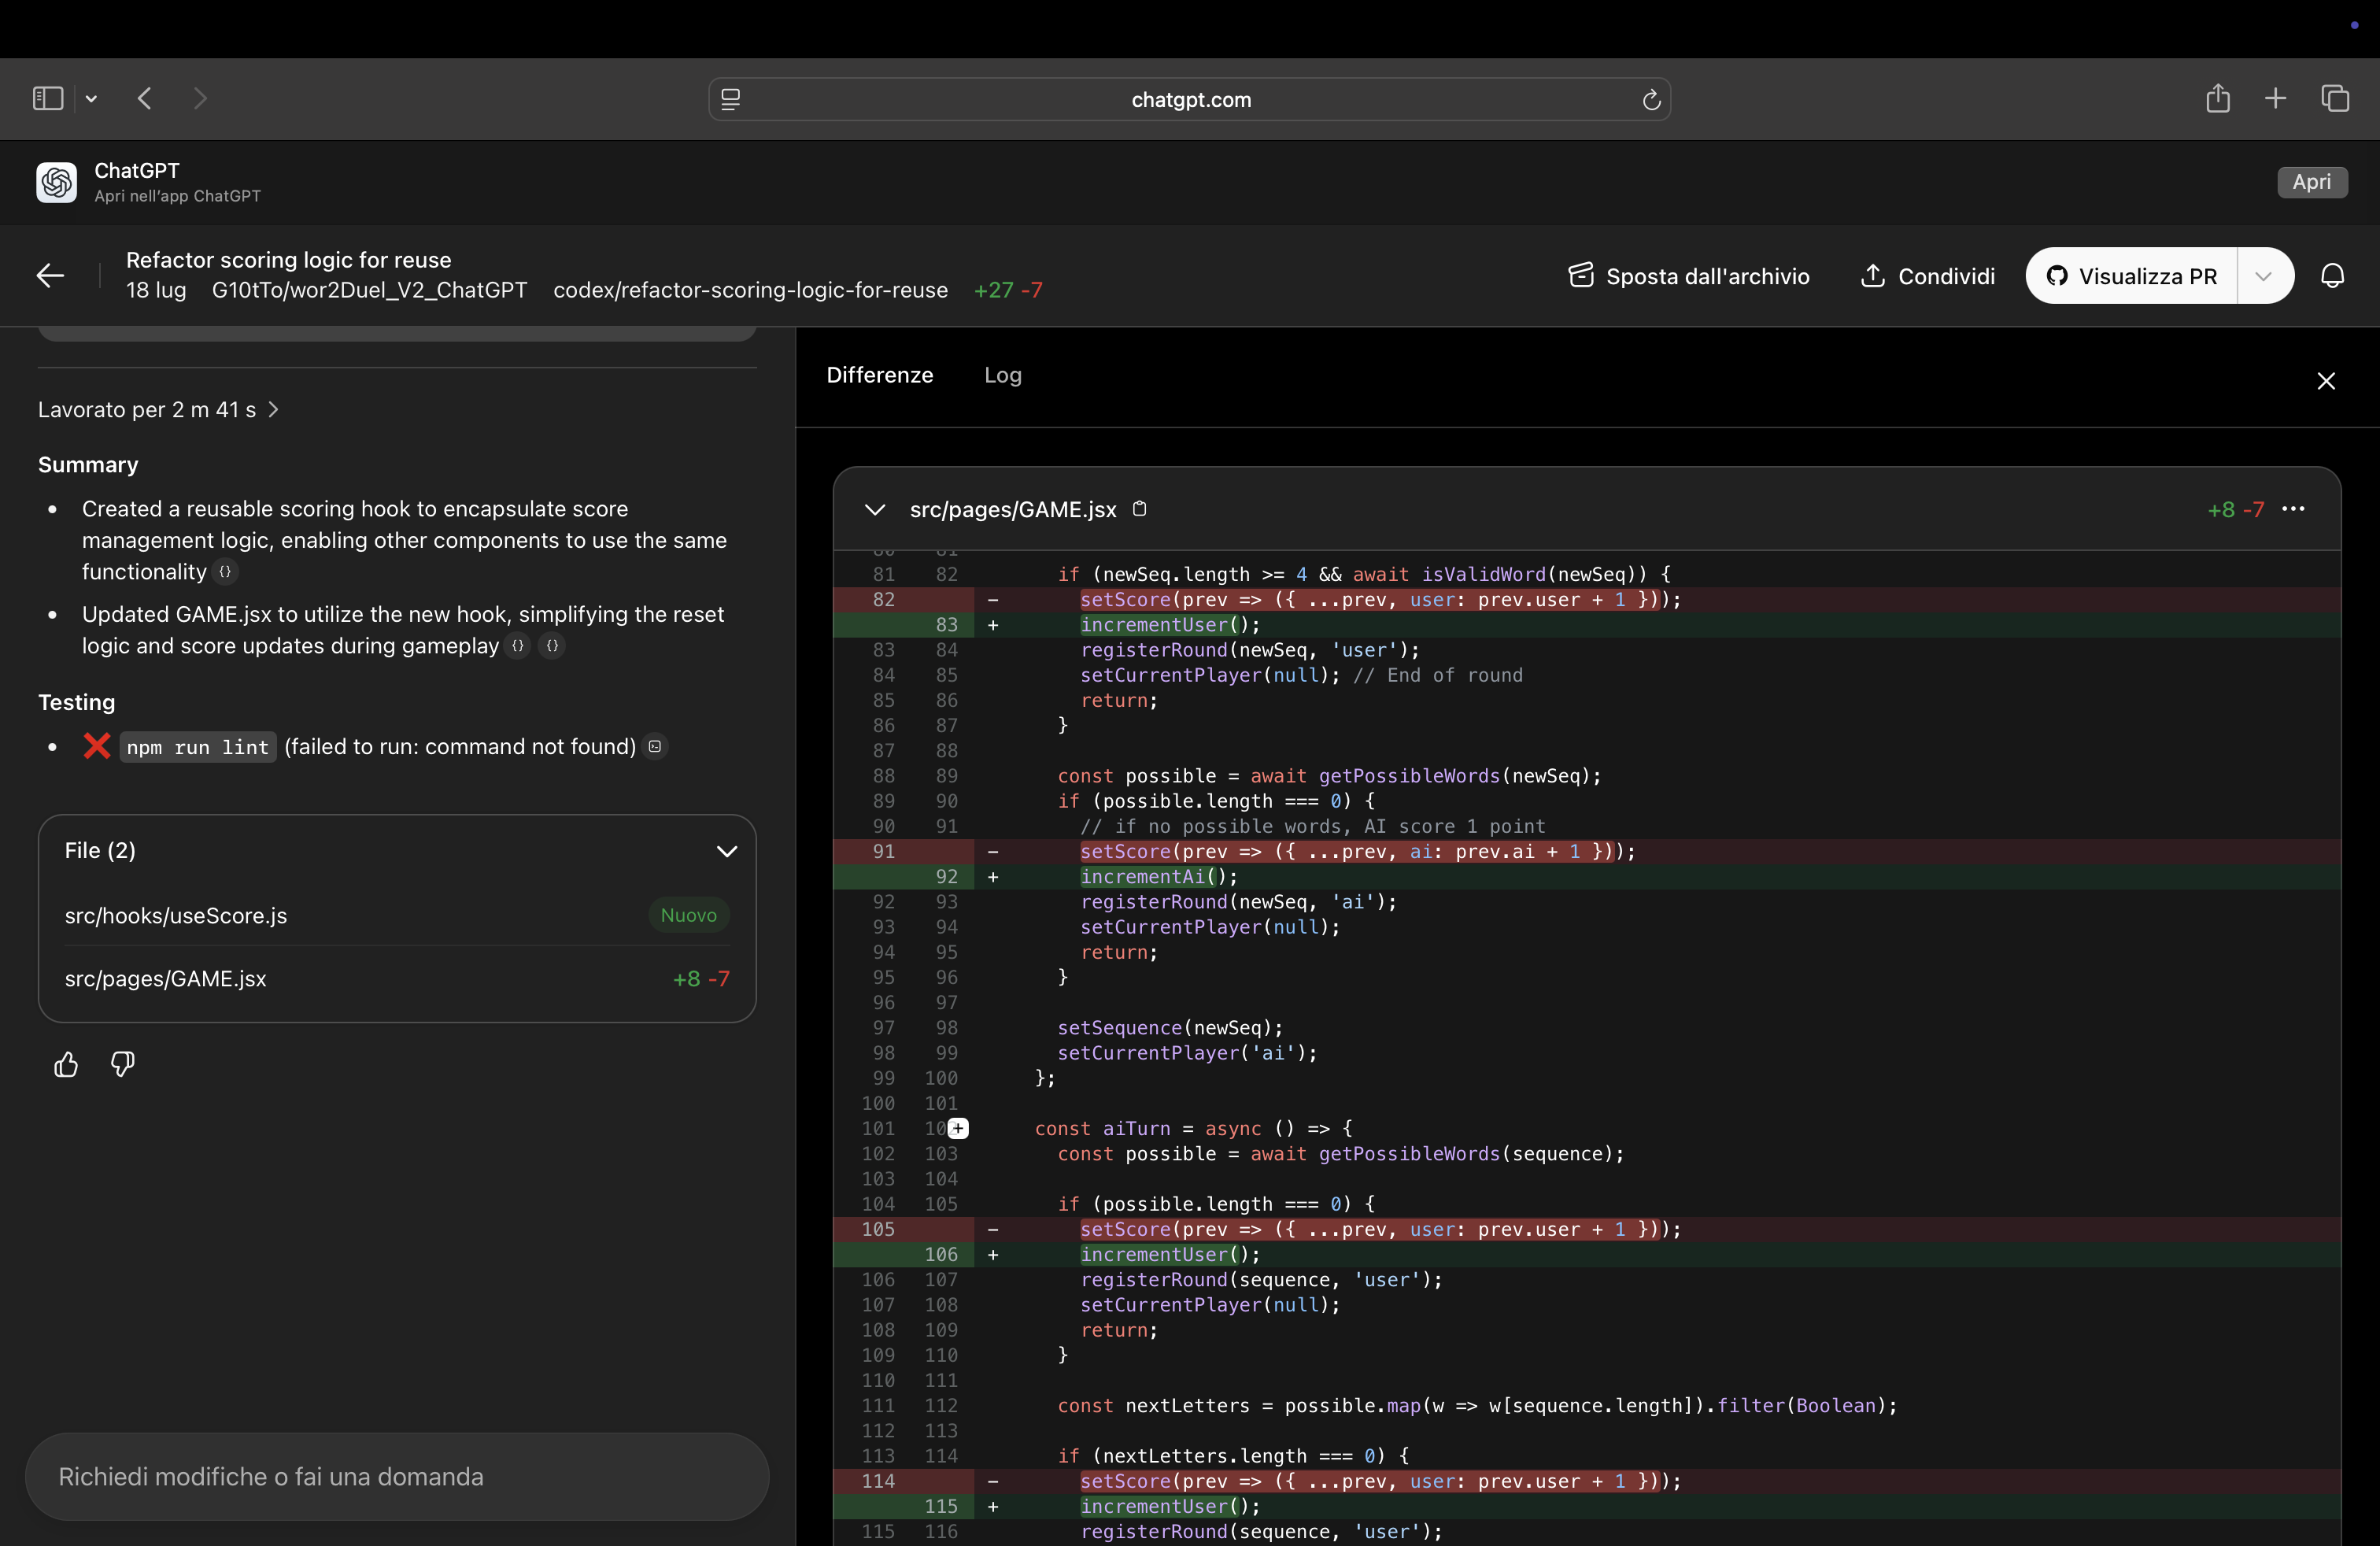 chatgpt.com
ChatGPT
Apri nell'app ChatGPT
Apri
Refactor scoring logic for reuse
18 lug G10tTo/wor2Duel_V2_ChatGPT codex/refactor-scoring-logic-for-reuse +27 -7
Sposta dall'archivio
Condividi
Visualizza PR
Lavorato per 2 m 41 s
Summary
• Created a reusable scoring hook to encapsulate score
management logic, enabling other components to use the same
functionality {}
• Updated GAME.jsx to utilize the new hook, simplifying the reset
logic and score updates during gameplay {} {}
Testing
• ❌ npm run lint (failed to run: command not found)
File (2)
src/hooks/useScore.js Nuovo
src/pages/GAME.jsx +8 -7
Richiedi modifiche o fai una domanda
Differenze Log
src/pages/GAME.jsx +8 -7
81 82 if (newSeq.length >= 4 && await isValidWord(newSeq)) {
82 - setScore(prev => ({ ...prev, user: prev.user + 1 }));
83 + incrementUser();
83 84 registerRound(newSeq, 'user');
84 85 setCurrentPlayer(null); // End of round
85 86 return;
86 87 }
87 88
88 89 const possible = await getPossibleWords(newSeq);
89 90 if (possible.length === 0) {
90 91 // if no possible words, AI score 1 point
91 - setScore(prev => ({ ...prev, ai: prev.ai + 1 }));
92 + incrementAi();
92 93 registerRound(newSeq, 'ai');
93 94 setCurrentPlayer(null);
94 95 return;
95 96 }
96 97
97 98 setSequence(newSeq);
98 99 setCurrentPlayer('ai');
99 100 };
100 101
101 10 + const aiTurn = async () => {
102 103 const possible = await getPossibleWords(sequence);
103 104
104 105 if (possible.length === 0) {
105 - setScore(prev => ({ ...prev, user: prev.user + 1 }));
106 + incrementUser();
106 107 registerRound(sequence, 'user');
107 108 setCurrentPlayer(null);
108 109 return;
109 110 }
110 111
111 112 const nextLetters = possible.map(w => w[sequence.length]).filter(Boolean);
112 113
113 114 if (nextLetters.length === 0) {
114 - setScore(prev => ({ ...prev, user: prev.user + 1 }));
115 + incrementUser();
115 116 registerRound(sequence, 'user');